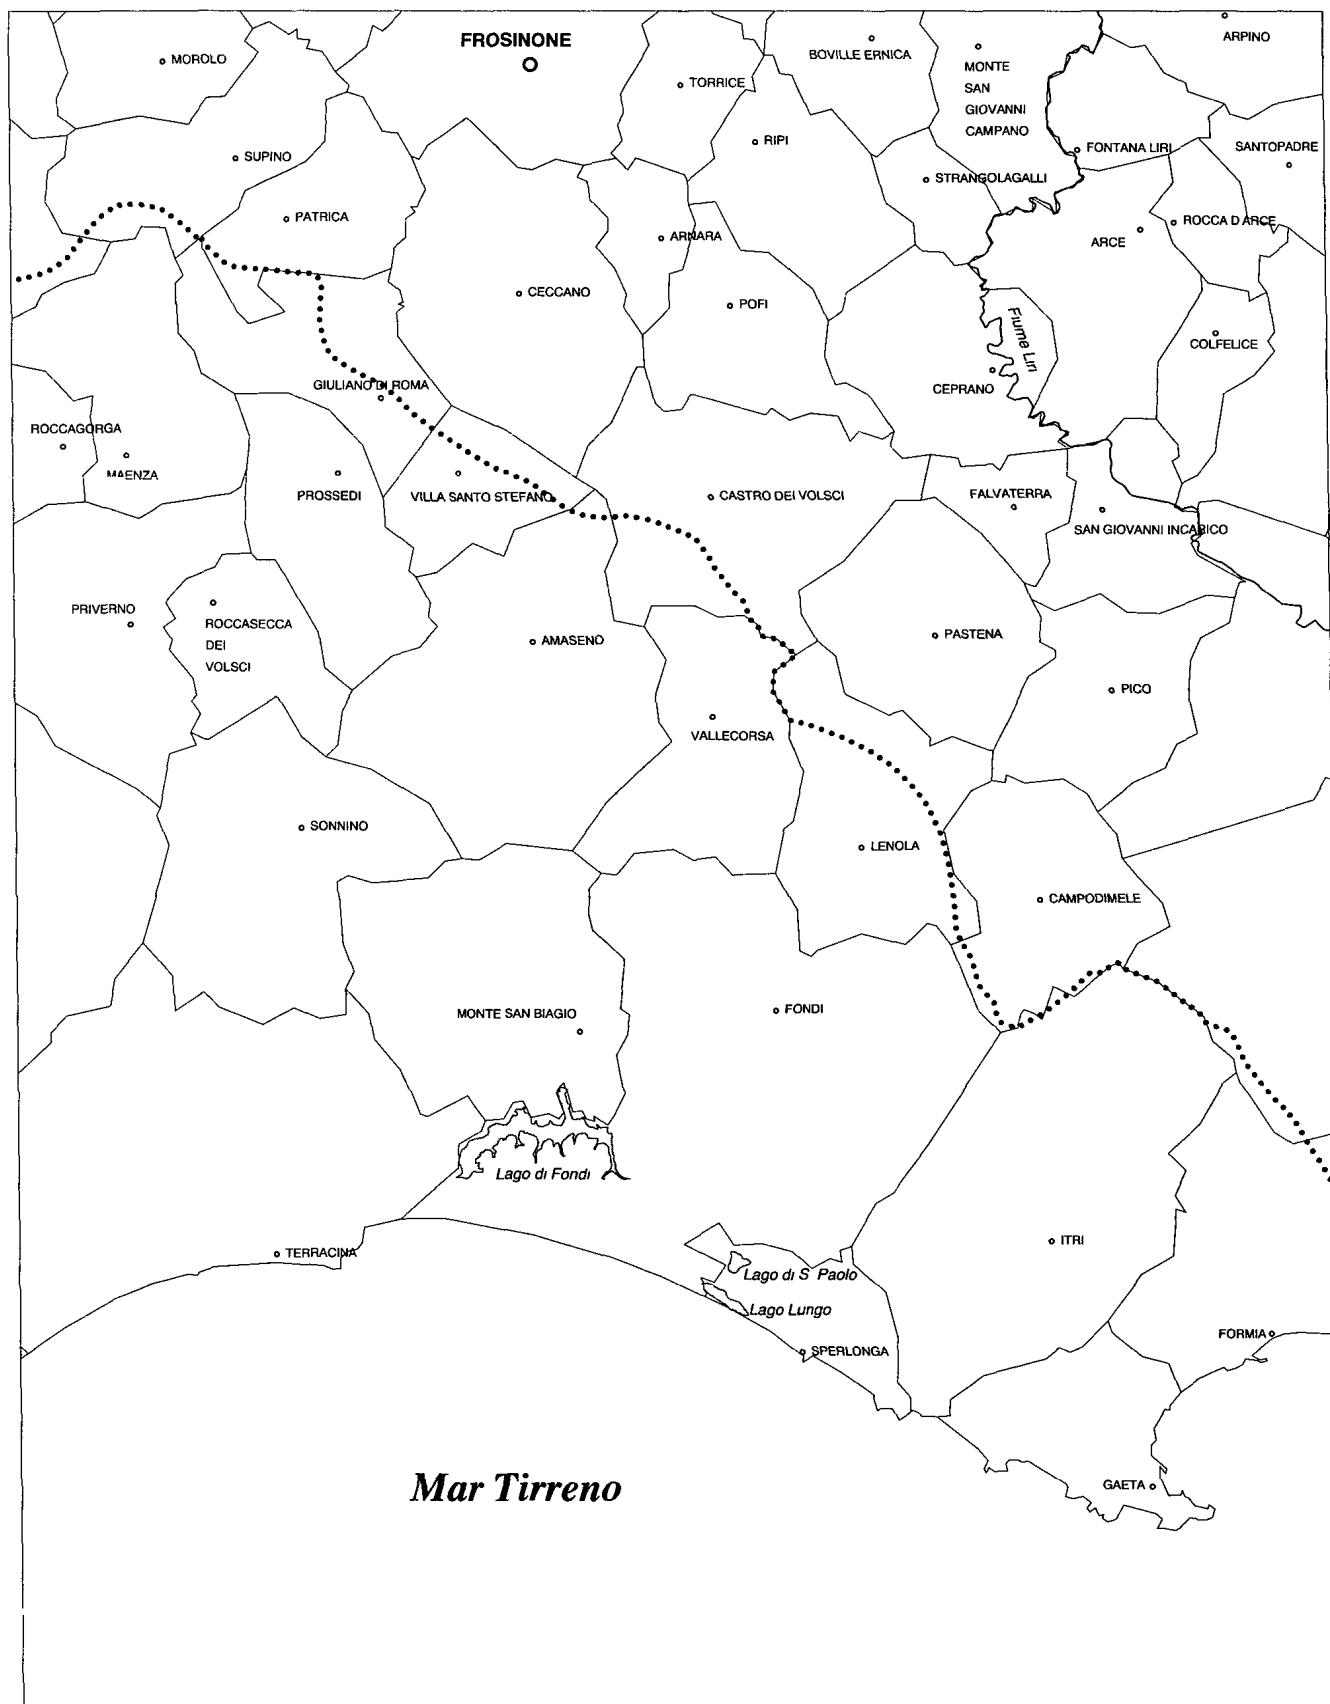 ARPINO
FROSINONE
BOVILLE ERNICA
MOROLO
MONTE
SAN
GIOVANNI
CAMPANO
TORRICE
RIPI
FONTANA LIRI
SANTOPADRE
SUPINO
STRANGOLAGALLI
PATRICA
ROCCA D ARCE
ARNARA
ARCE
CECCANO
POFI
Fiume Liri
COLFELICE
GIULIANO DI ROMA
CEPRANO
ROCCAGORGA
MAENZA
PROSSEDI
VILLA SANTO STEFANO
CASTRO DEI VOLSCI
FALVATERRA
SAN GIOVANNI INCARICO
PRIVERNO
ROCCASECCA
DEI
VOLSCI
AMASENO
PASTENA
PICO
VALLECORSA
SONNINO
LENOLA
CAMPODIMELE
MONTE SAN BIAGIO
FONDI
Lago di Fondi
ITRI
TERRACINA
Lago di S Paolo
Lago Lungo
FORMIA
SPERLONGA
Mar Tirreno
GAETA